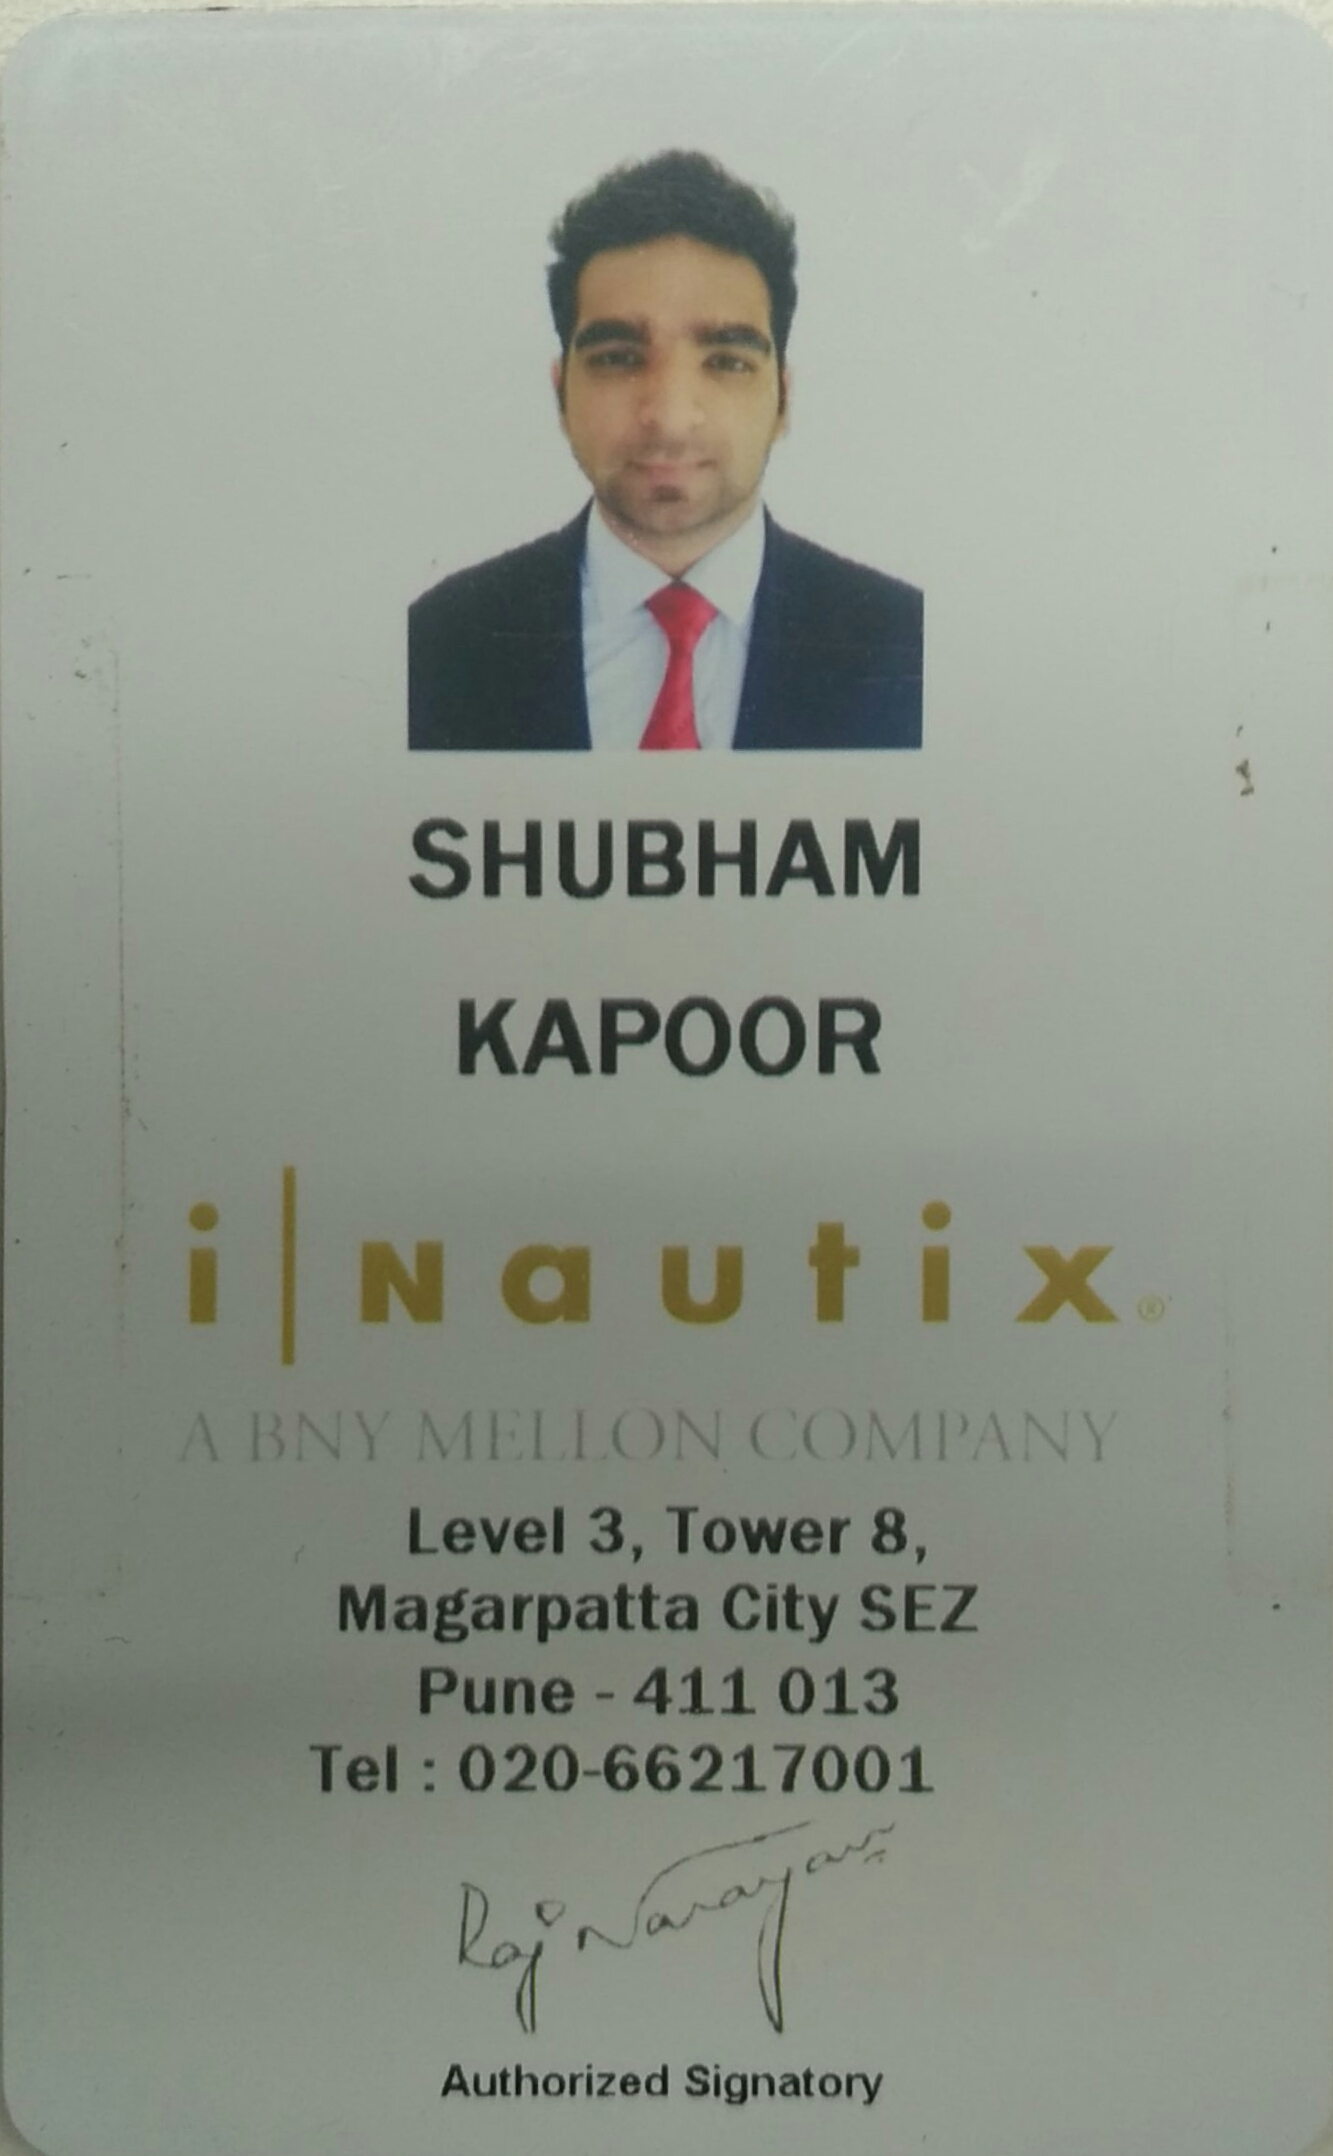 SHUBHAM
KAPOOR
i|Nautix®
A BNY MELLON COMPANY
Level 3, Tower 8,
Magarpatta City SEZ
Pune - 411 013
Tel : 020-66217001
Raj Narayan
Authorized Signatory